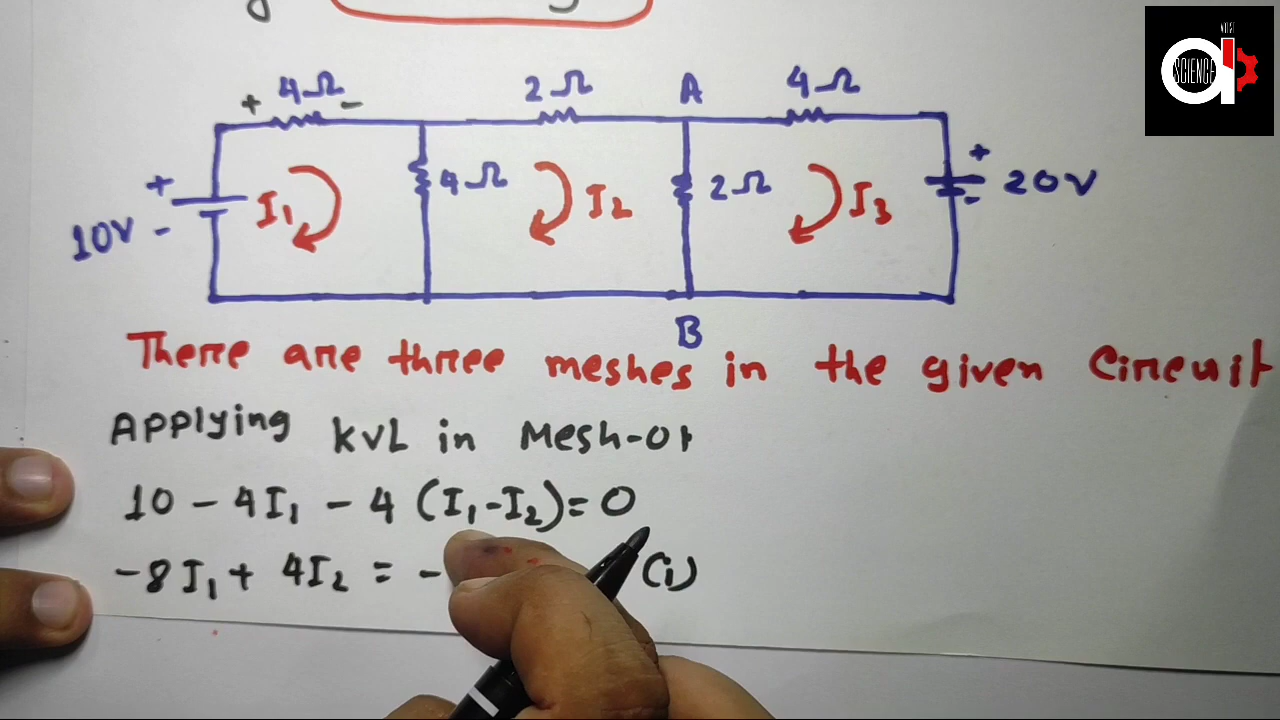 4Ω 2Ω A 4Ω
+ -
+ 4Ω 2Ω +
10V - I₁ I₂ I₃ - 20V
B
There are three meshes in the given Circuit
Applying KVL in Mesh-01
10 - 4I₁ - 4 (I₁-I₂)=0
-8I₁ + 4I₂ = - (i)
SCIENCE